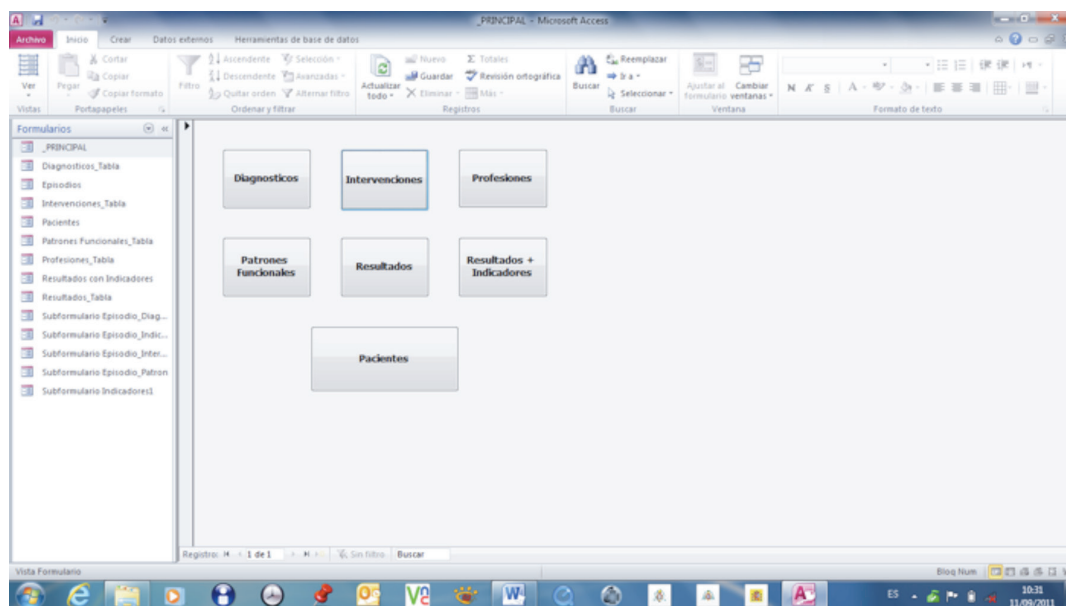 _PRINCIPAL - Microsoft Access
Archivo Inicio Crear Datos externos Herramientas de base de datos
Ver
Pegar
Cortar
Copiar
Copiar formato
Filtro
Ascendente
Descendente
Quitar orden
Selección
Avanzadas
Alternar filtro
Actualizar todo
Nuevo
Guardar
Eliminar
Totales
Revisión ortográfica
Más
Buscar
Reemplazar
Ir a
Seleccionar
Ajustar al formulario
Cambiar ventanas
N K S A
Vistas Portapapeles Ordenar y filtrar Registros Buscar Ventana Formato de texto
Formularios
_PRINCIPAL
Diagnosticos_Tabla
Episodios
Intervenciones_Tabla
Pacientes
Patrones Funcionales_Tabla
Profesiones_Tabla
Resultados con Indicadores
Resultados_Tabla
Subformulario Episodio_Diag...
Subformulario Episodio_Indic...
Subformulario Episodio_Inter...
Subformulario Episodio_Patron
Subformulario Indicadores1
Diagnosticos
Intervenciones
Profesiones
Patrones
Funcionales
Resultados
Resultados +
Indicadores
Pacientes
Registro: 1 de 1 Sin filtro Buscar
Vista Formulario Bloq Num
ES 10:31
11/09/2011